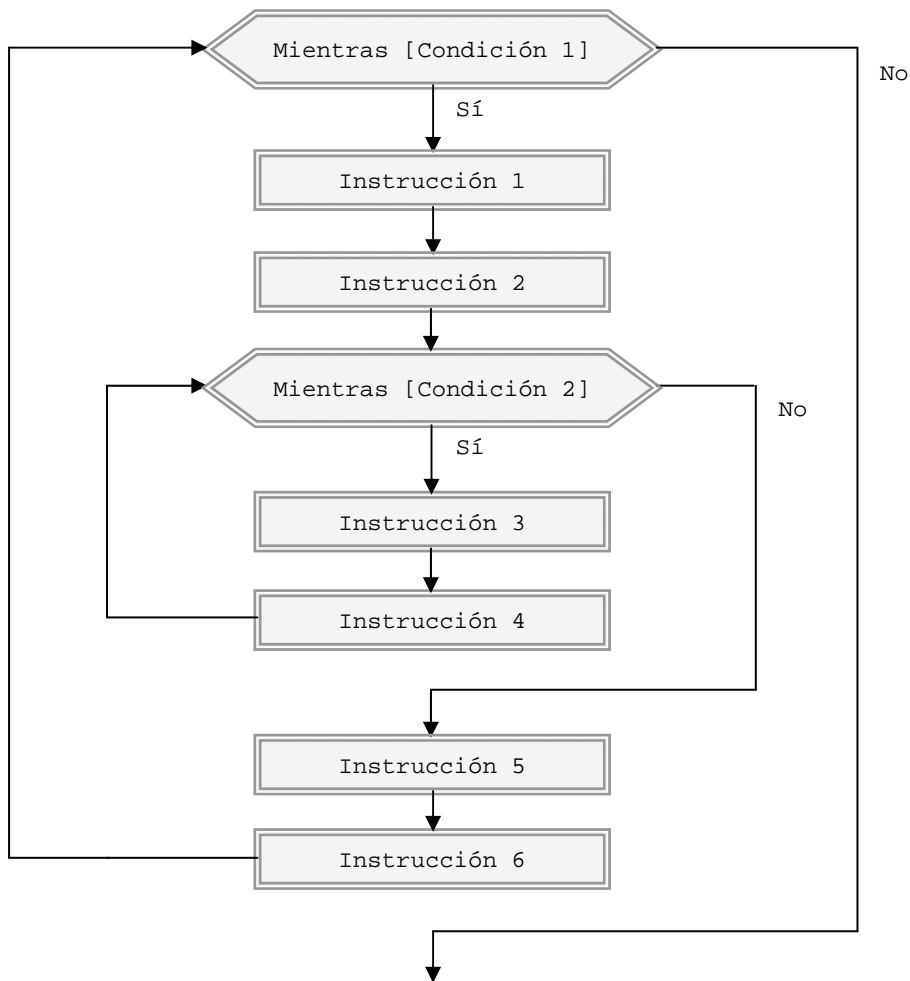 Mientras [Condición 1]
No
Sí
Instrucción 1
Instrucción 2
Mientras [Condición 2]
No
Sí
Instrucción 3
Instrucción 4
Instrucción 5
Instrucción 6